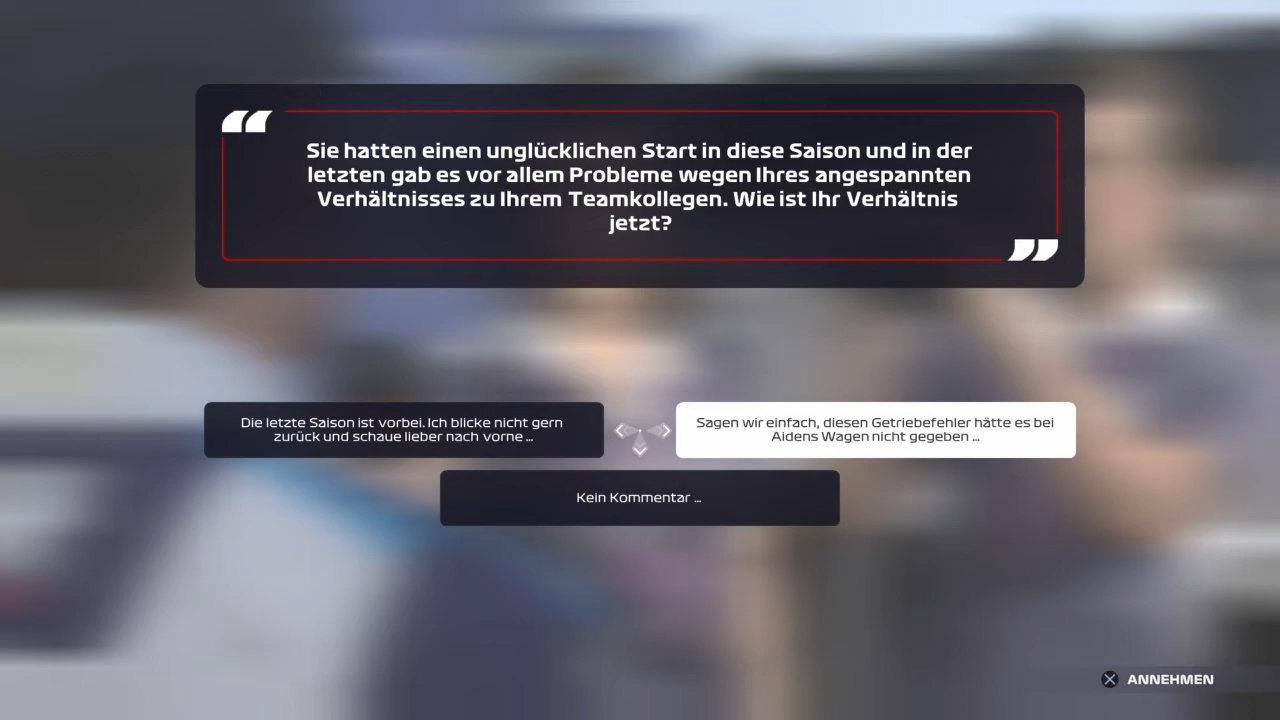 Sie hatten einen unglücklichen Start in diese Saison und in der
letzten gab es vor allem Probleme wegen Ihres angespannten
Verhältnisses zu Ihrem Teamkollegen. Wie ist Ihr Verhältnis
jetzt?
Die letzte Saison ist vorbei. Ich blicke nicht gern
zurück und schaue lieber nach vorne ...
Sagen wir einfach, diesen Getriebefehler hätte es bei
Aidens Wagen nicht gegeben ...
Kein Kommentar ...
ANNEHMEN